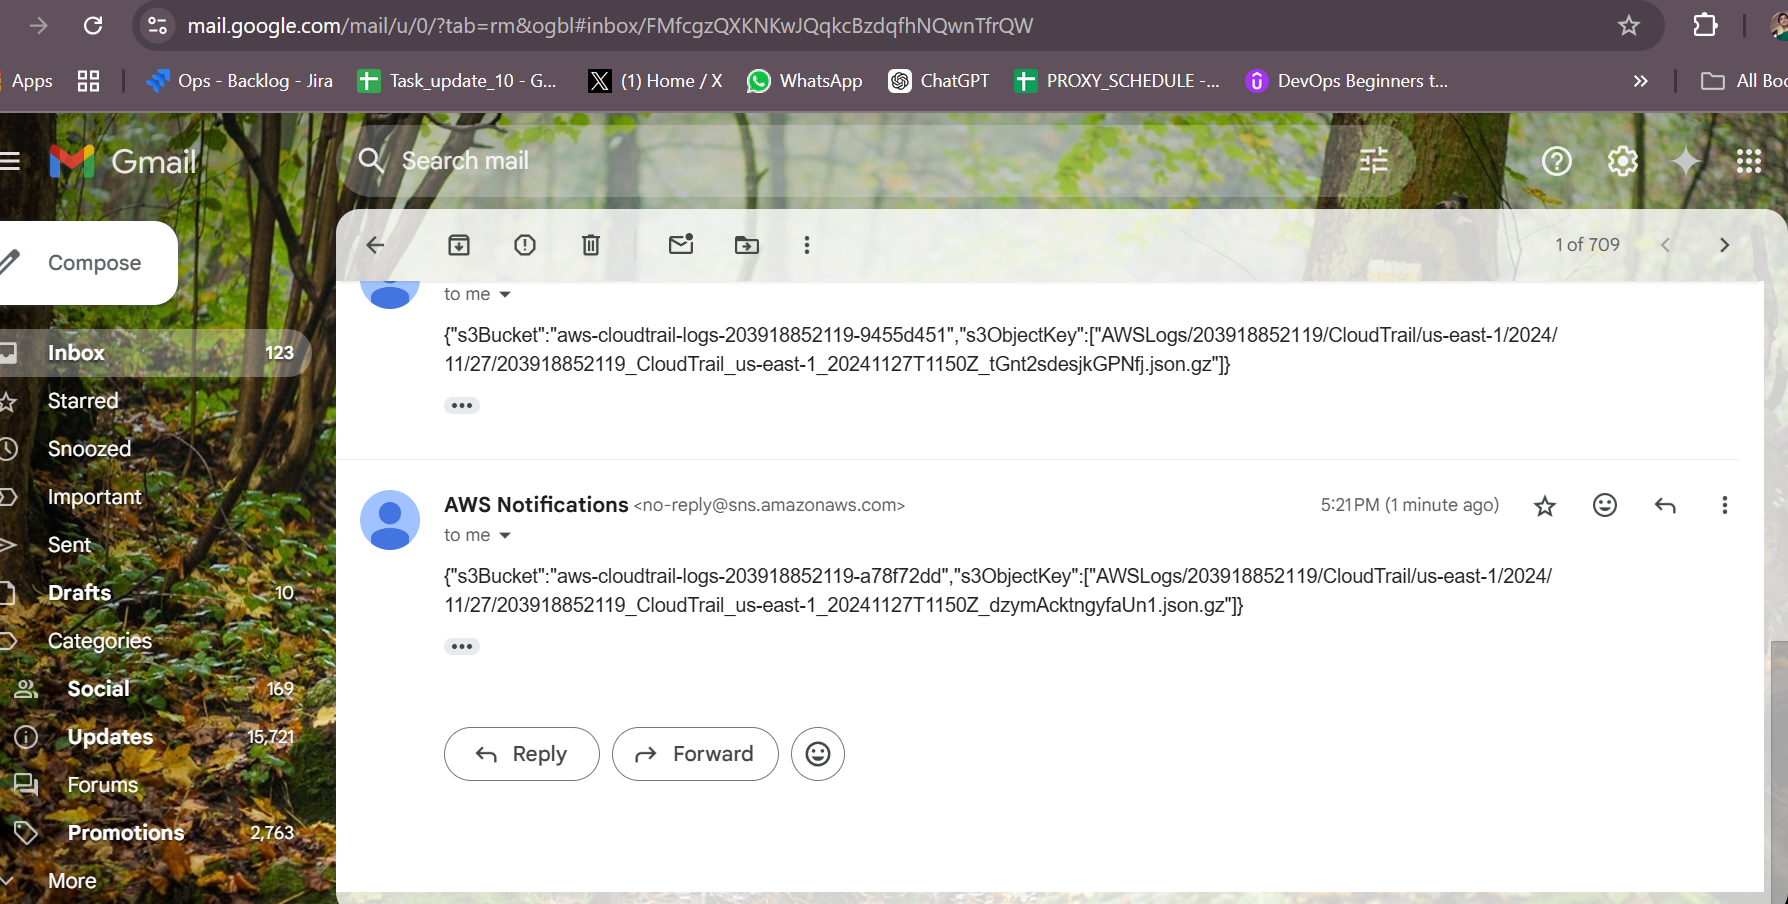 mail.google.com/mail/u/0/?tab=rm&ogbl#inbox/FMfcgzQXKNKwJQqkcBzdqfhNQwnTfrQW
Apps
Ops - Backlog - Jira
Task_update_10 - G...
(1) Home / X
WhatsApp
ChatGPT
PROXY_SCHEDULE -...
DevOps Beginners t...
All Boo
Gmail
Search mail
Compose
1 of 709
Inbox 123
Starred
Snoozed
Important
Sent
Drafts 10
Categories
Social 169
Updates 15,721
Forums
Promotions 2,763
More
to me
{"s3Bucket":"aws-cloudtrail-logs-203918852119-9455d451","s3ObjectKey":["AWSLogs/203918852119/CloudTrail/us-east-1/2024/
11/27/203918852119_CloudTrail_us-east-1_20241127T1150Z_tGnt2sdesjkGPNfj.json.gz"]}
AWS Notifications <no-reply@sns.amazonaws.com>
5:21 PM (1 minute ago)
to me
{"s3Bucket":"aws-cloudtrail-logs-203918852119-a78f72dd","s3ObjectKey":["AWSLogs/203918852119/CloudTrail/us-east-1/2024/
11/27/203918852119_CloudTrail_us-east-1_20241127T1150Z_dzymAcktngyfaUn1.json.gz"]}
Reply
Forward